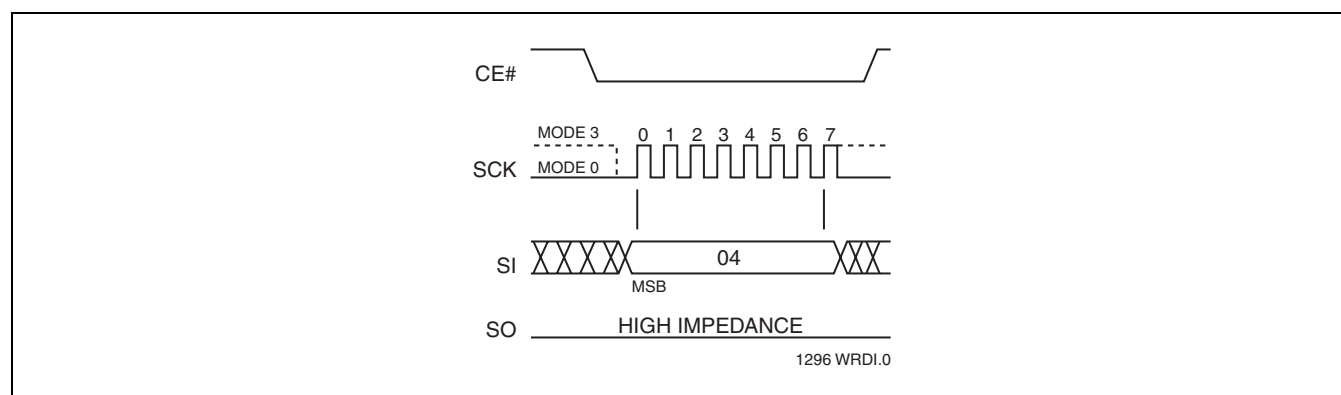 CE#
MODE 3
0 1 2 3 4 5 6 7
SCK
MODE 0
SI
04
MSB
SO
HIGH IMPEDANCE
1296 WRDI.0